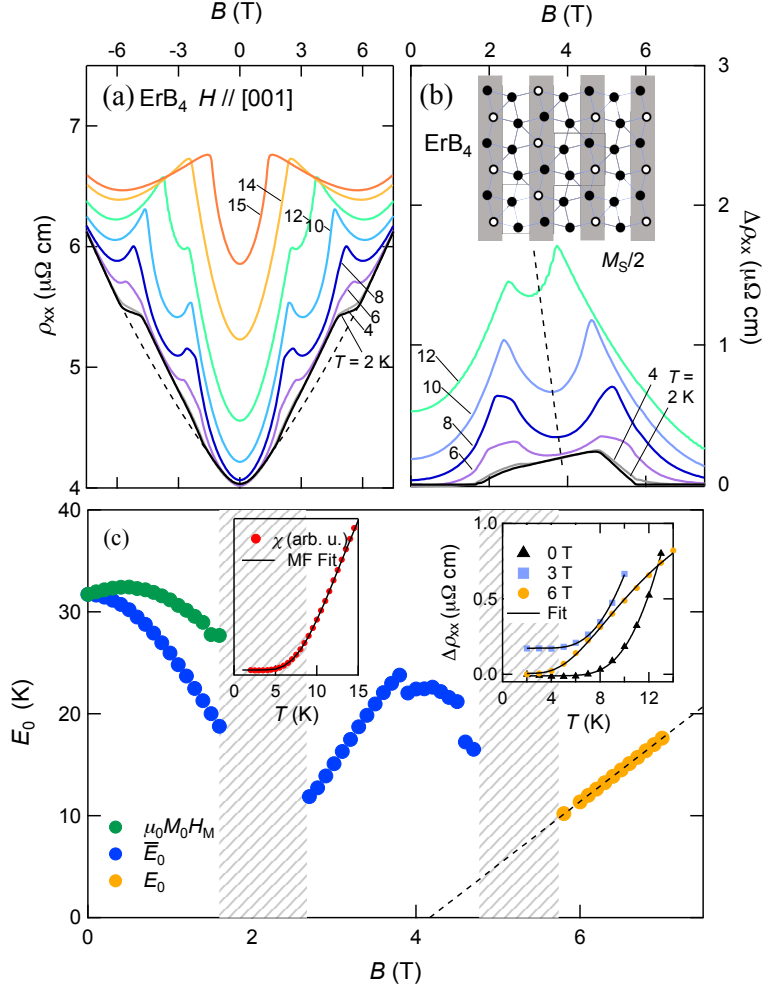 B (T)
B (T)
-6 -3 0 3 6
0 2 4 6
(a) ErB4 H // [001]
(b)
ErB4
MS/2
7
6
5
4
ρxx (μΩ cm)
14
15
12
10
8
6
4
T = 2 K
3
2
1
0
Δρxx (μΩ cm)
12
10
8
6
4
T =
2 K
(c)
40
30
20
10
0
E0 (K)
χ (arb. u.)
MF Fit
0 5 10 15
T (K)
1.0
0.5
0.0
Δρxx (μΩ cm)
0 T
3 T
6 T
Fit
0 4 8 12
T (K)
μ0M0HM
E̅0
E0
0 2 4 6
B (T)